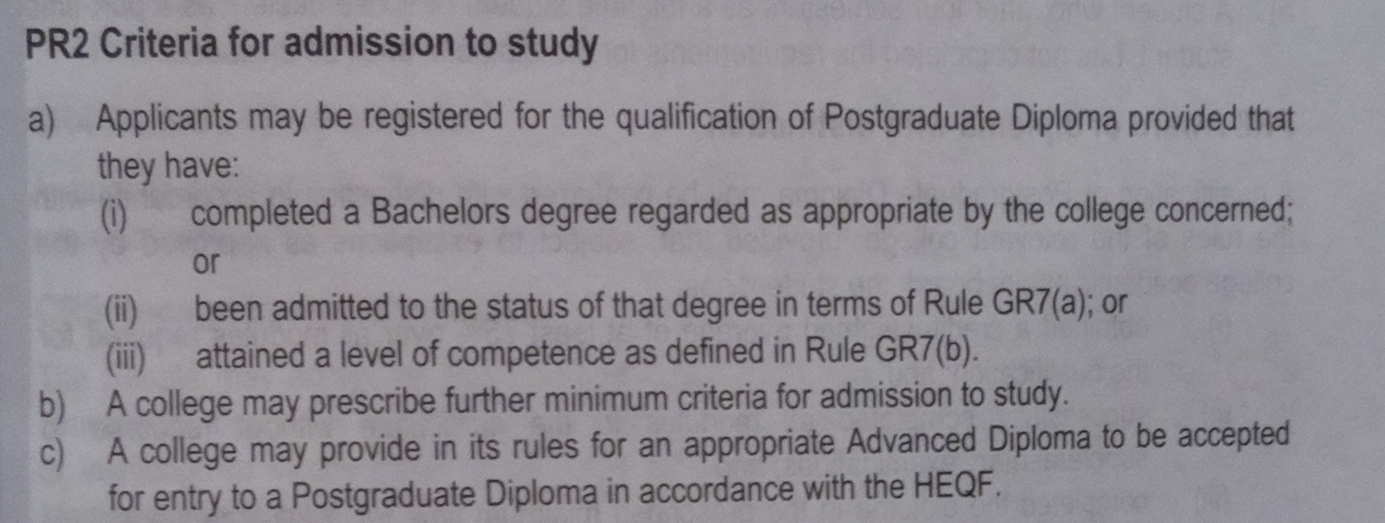 PR2 Criteria for admission to study
a) Applicants may be registered for the qualification of Postgraduate Diploma provided that
they have:
(i) completed a Bachelors degree regarded as appropriate by the college concerned;
or
(ii) been admitted to the status of that degree in terms of Rule GR7(a); or
(iii) attained a level of competence as defined in Rule GR7(b).
b) A college may prescribe further minimum criteria for admission to study.
c) A college may provide in its rules for an appropriate Advanced Diploma to be accepted
for entry to a Postgraduate Diploma in accordance with the HEQF.